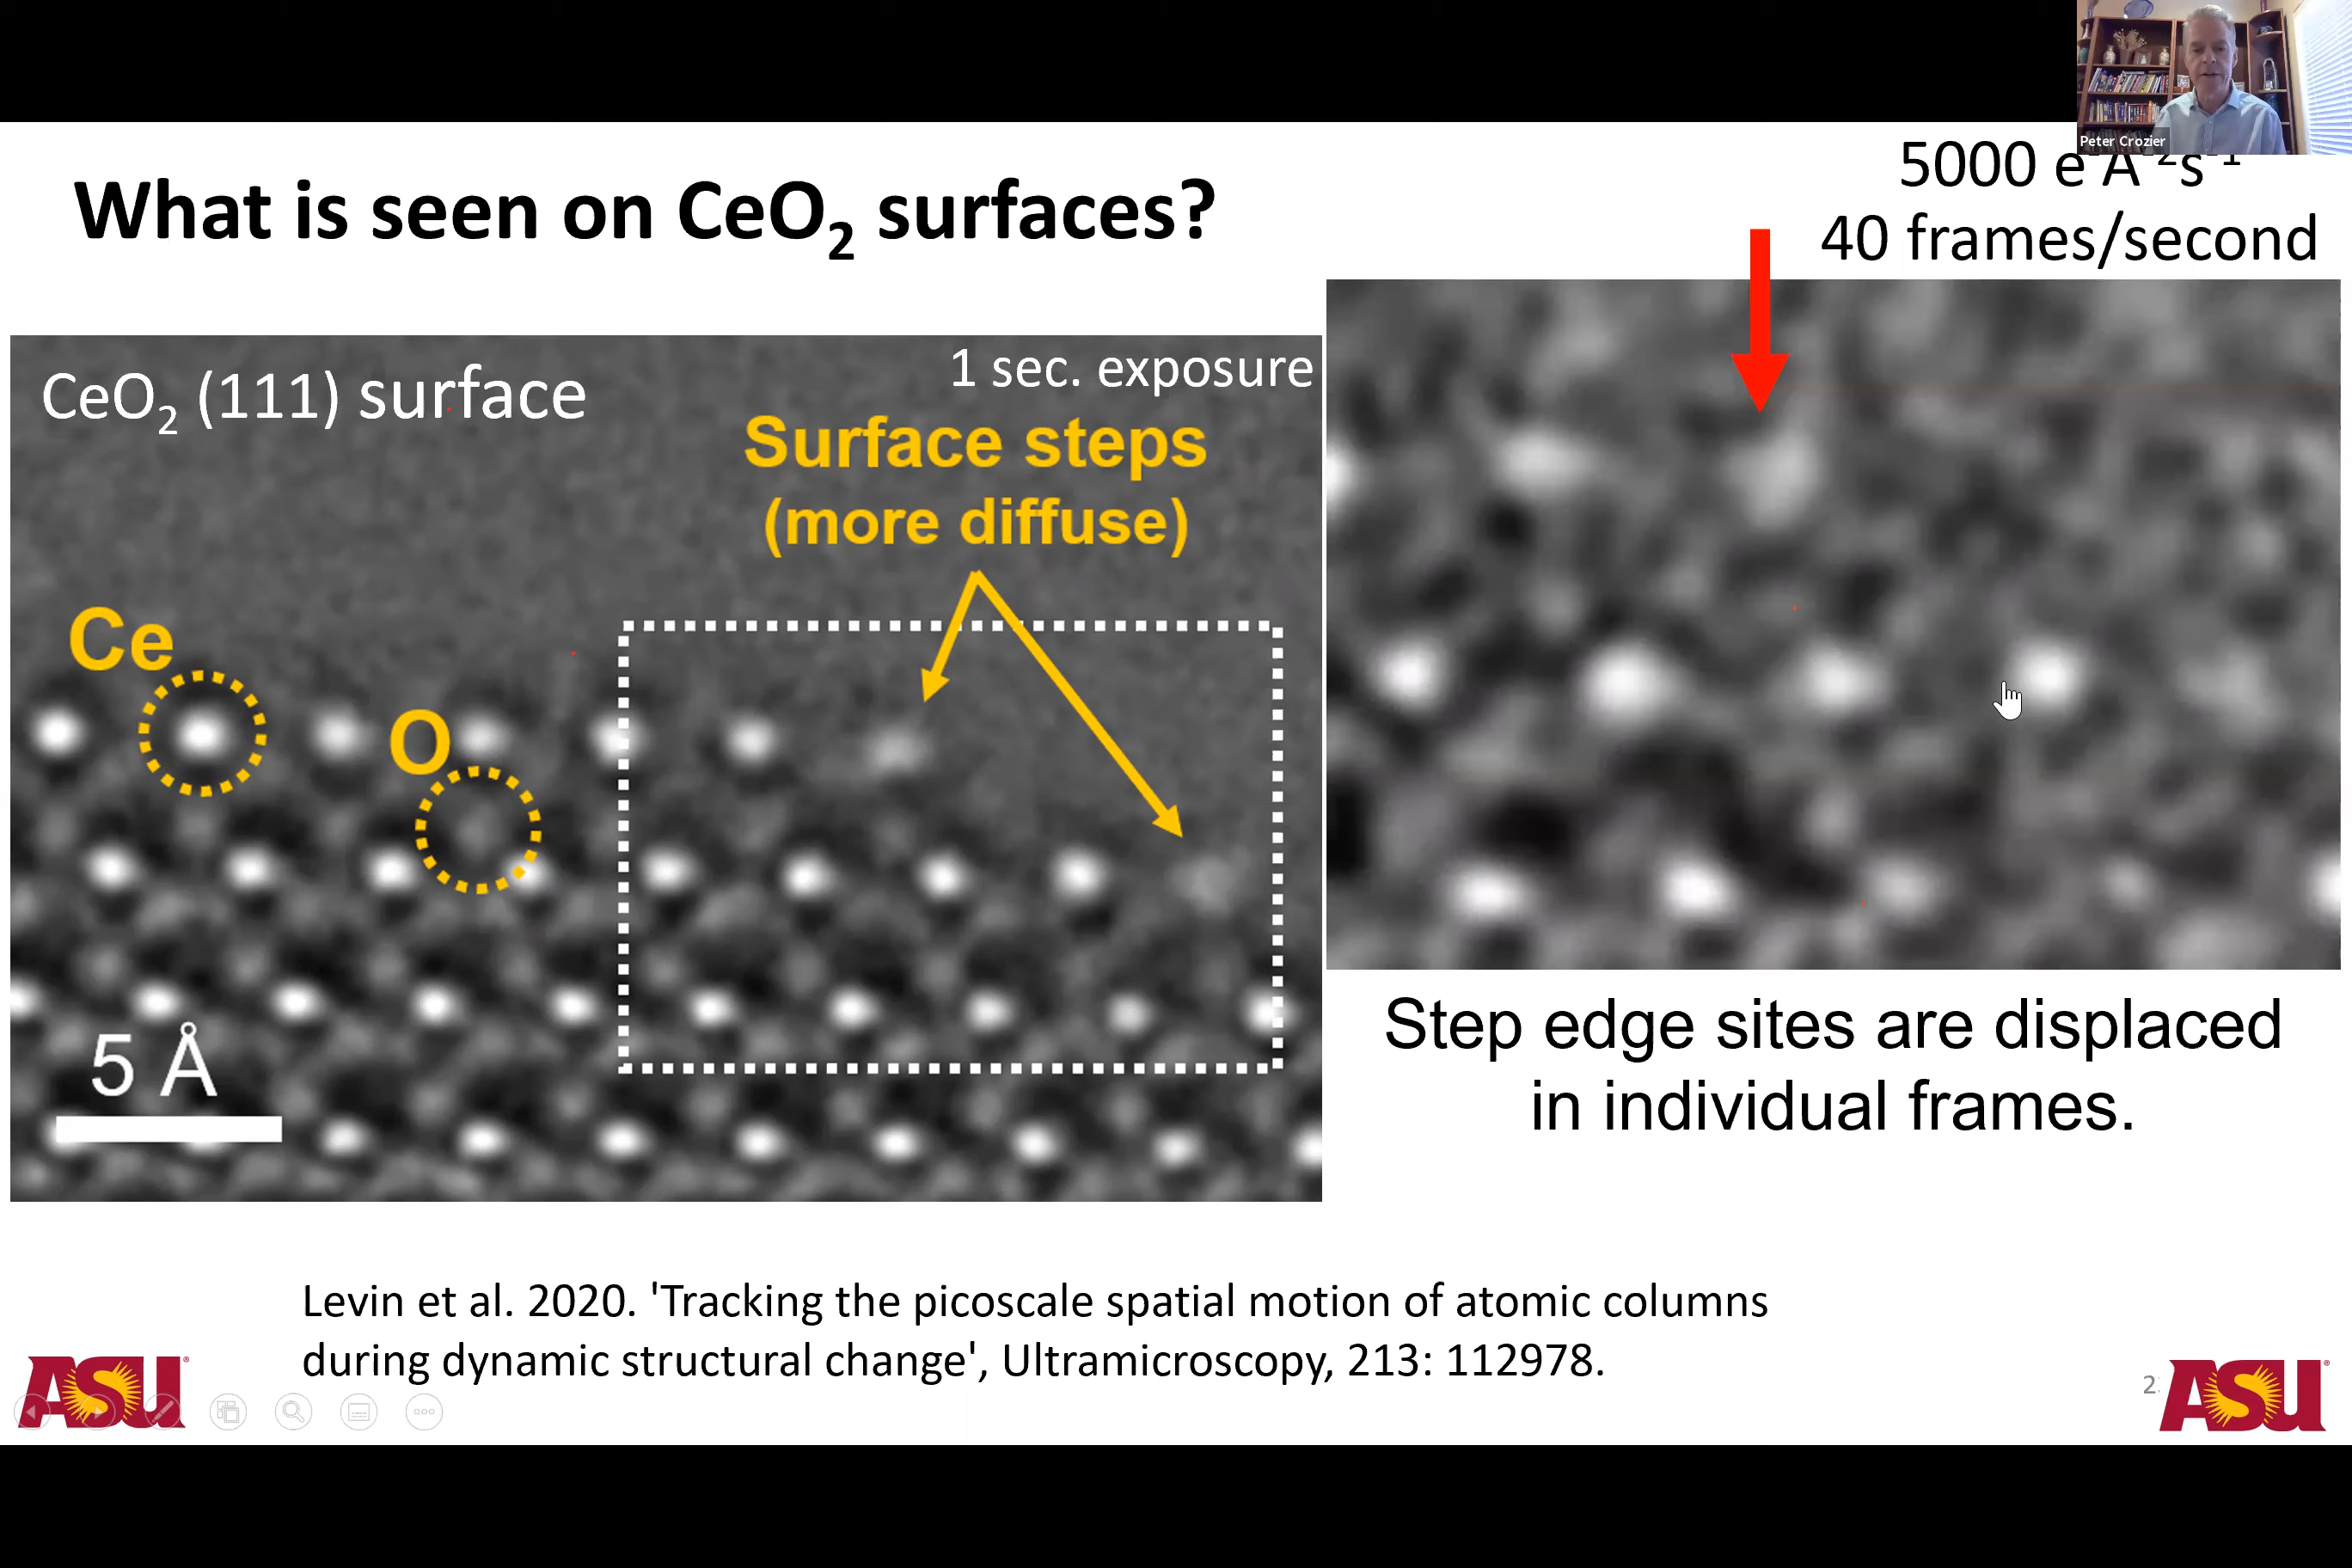 Peter Crozier
5000 e⁻Å⁻²s⁻¹
40 frames/second
What is seen on CeO₂ surfaces?
CeO₂ (111) surface
1 sec. exposure
Surface steps
(more diffuse)
Ce
O
5 Å
Step edge sites are displaced
in individual frames.
Levin et al. 2020. 'Tracking the picoscale spatial motion of atomic columns
during dynamic structural change', Ultramicroscopy, 213: 112978.
ASU
ASU